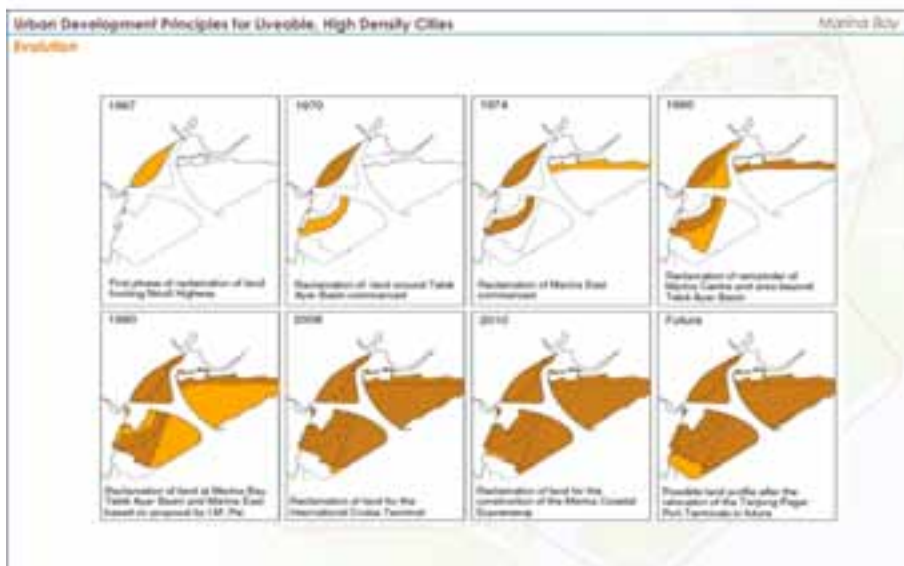 Urban Development Principles for Liveable, High Density Cities
Marina Bay
Evolution
1967
First phase of reclamation of land
fronting Nicoll Highway
1970
Reclamation of land around Telok
Ayer Basin commenced
1974
Reclamation of Marina East
commenced
Reclamation of remainder of
Marina Centre and area beyond
Telok Ayer Basin
Reclamation of land at Marina Bay,
Telok Ayer Basin and Marina East
based on proposal by I.M. Pei
Reclamation of land for the
International Cruise Terminal
2010
Reclamation of land for the
construction of the Marina Coastal
Expressway
Future
Possible land profile after the
relocation of the Tanjong Pagar
Port Terminals in future